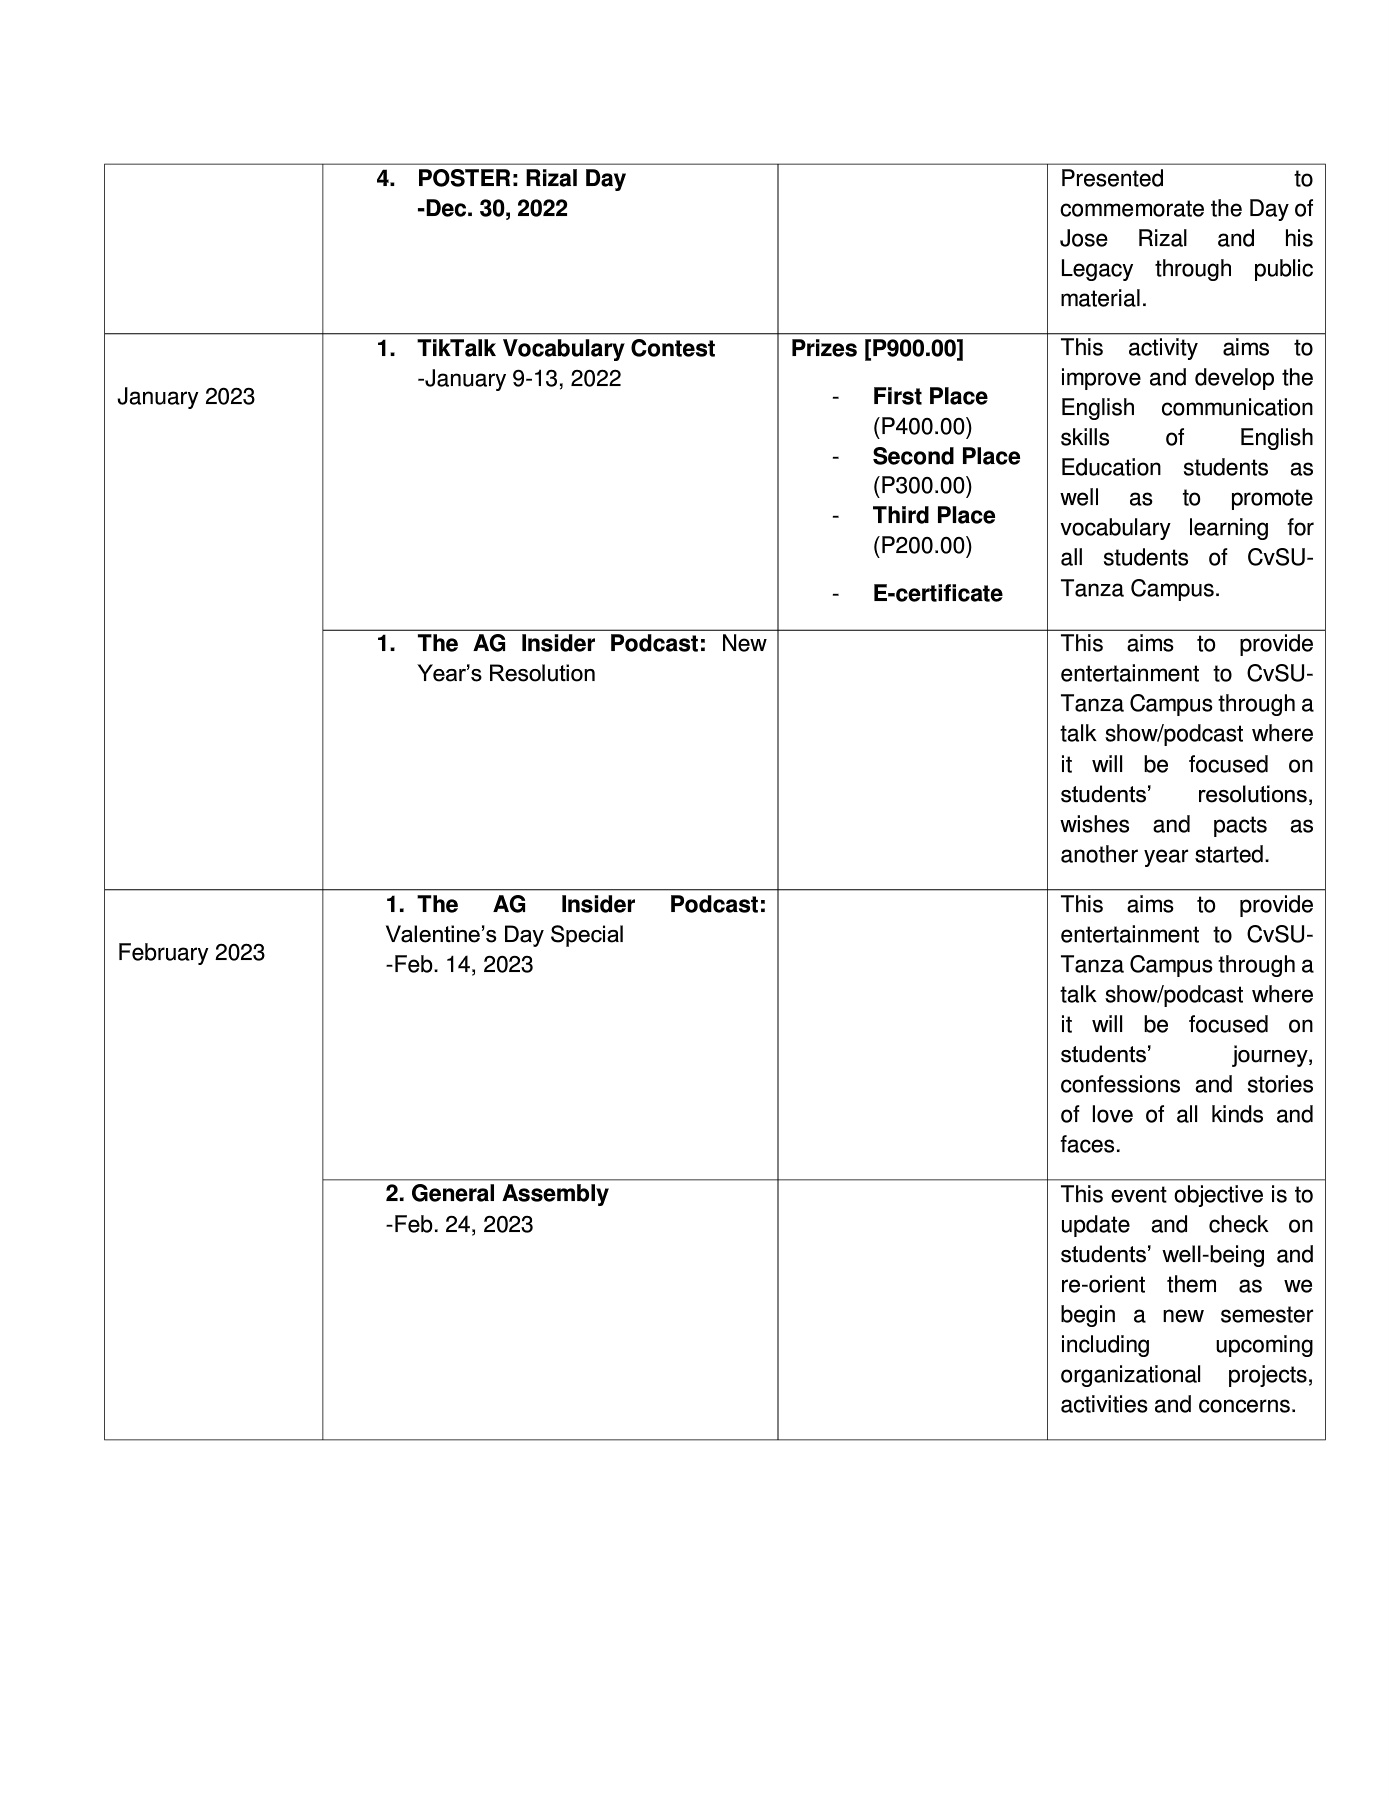 4. POSTER: Rizal Day
-Dec. 30, 2022
Presented to
commemorate the Day of
Jose Rizal and his
Legacy through public
material.
January 2023
1. TikTalk Vocabulary Contest
-January 9-13, 2022
Prizes [P900.00]
- First Place
(P400.00)
- Second Place
(P300.00)
- Third Place
(P200.00)
- E-certificate
This activity aims to
improve and develop the
English communication
skills of English
Education students as
well as to promote
vocabulary learning for
all students of CvSU-
Tanza Campus.
1. The AG Insider Podcast: New
Year’s Resolution
This aims to provide
entertainment to CvSU-
Tanza Campus through a
talk show/podcast where
it will be focused on
students’ resolutions,
wishes and pacts as
another year started.
February 2023
1. The AG Insider Podcast:
Valentine’s Day Special
-Feb. 14, 2023
This aims to provide
entertainment to CvSU-
Tanza Campus through a
talk show/podcast where
it will be focused on
students’ journey,
confessions and stories
of love of all kinds and
faces.
2. General Assembly
-Feb. 24, 2023
This event objective is to
update and check on
students’ well-being and
re-orient them as we
begin a new semester
including upcoming
organizational projects,
activities and concerns.